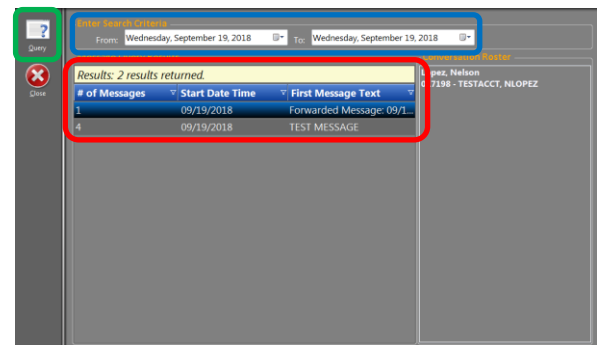 ?
Query
Close
Enter Search Criteria
From: Wednesday, September 19, 2018 To: Wednesday, September 19, 2018
Conversation Roster
Results: 2 results returned.
# of Messages Start Date Time First Message Text
1 09/19/2018 Forwarded Message: 09/1...
4 09/19/2018 TEST MESSAGE
Nelson
7198 - TESTACCT, NLOPEZ